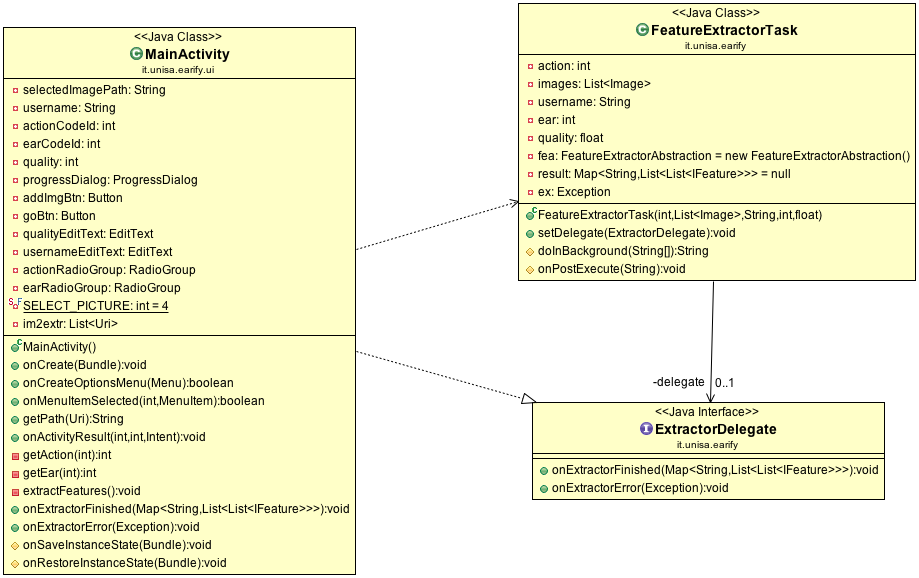 <<Java Class>>
MainActivity
it.unisa.earify.ui
selectedImagePath: String
username: String
actionCodeId: int
earCodeId: int
quality: int
progressDialog: ProgressDialog
addImgBtn: Button
goBtn: Button
qualityEditText: EditText
usernameEditText: EditText
actionRadioGroup: RadioGroup
earRadioGroup: RadioGroup
S F SELECT_PICTURE: int = 4
im2extr: List<Uri>
C MainActivity()
onCreate(Bundle):void
onCreateOptionsMenu(Menu):boolean
onMenuItemSelected(int,MenuItem):boolean
getPath(Uri):String
onActivityResult(int,int,Intent):void
getAction(int):int
getEar(int):int
extractFeatures():void
onExtractorFinished(Map<String,List<List<IFeature>>>):void
onExtractorError(Exception):void
onSaveInstanceState(Bundle):void
onRestoreInstanceState(Bundle):void
<<Java Class>>
FeatureExtractorTask
it.unisa.earify
action: int
images: List<Image>
username: String
ear: int
quality: float
fea: FeatureExtractorAbstraction = new FeatureExtractorAbstraction()
result: Map<String,List<List<IFeature>>> = null
ex: Exception
C FeatureExtractorTask(int,List<Image>,String,int,float)
setDelegate(ExtractorDelegate):void
doInBackground(String[]):String
onPostExecute(String):void
-delegate 0..1
<<Java Interface>>
ExtractorDelegate
it.unisa.earify
onExtractorFinished(Map<String,List<List<IFeature>>>):void
onExtractorError(Exception):void